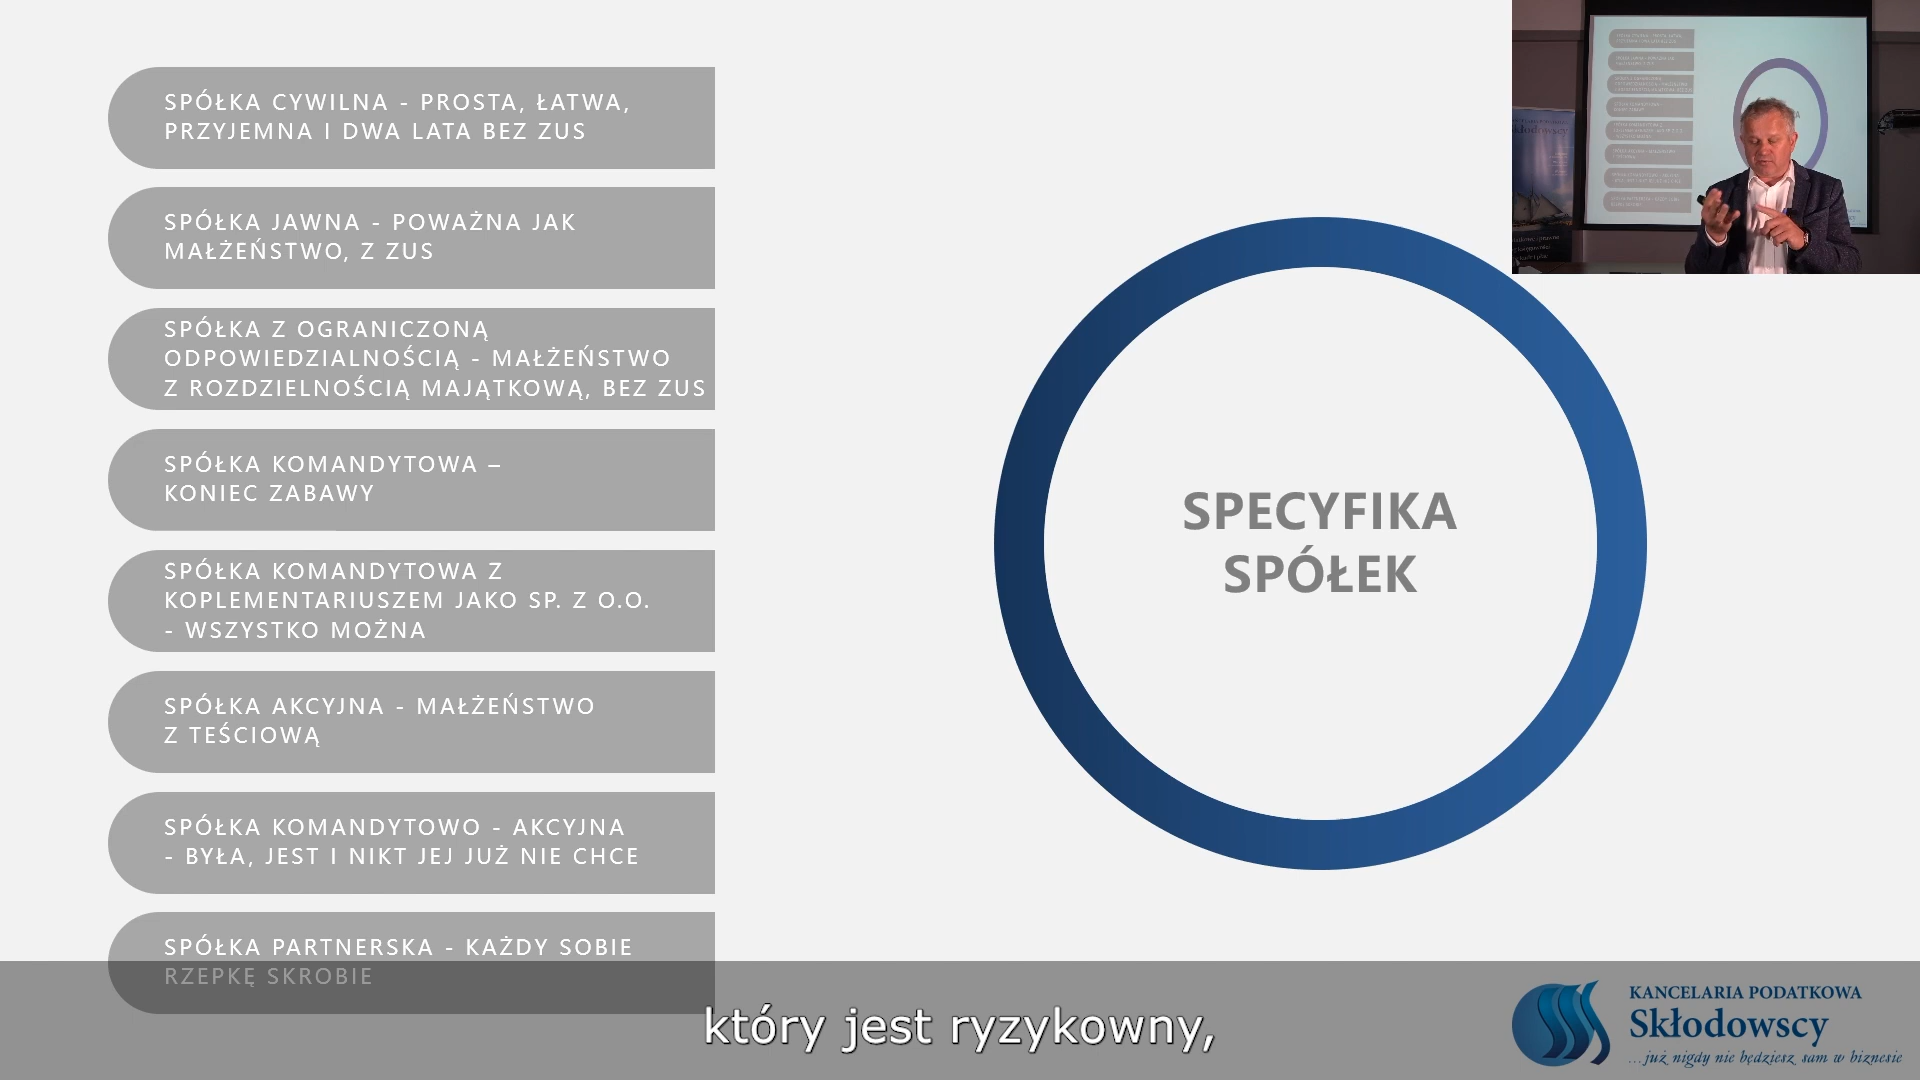 SPÓŁKA CYWILNA - PROSTA, ŁATWA,
PRZYJEMNA I DWA LATA BEZ ZUS
SPÓŁKA JAWNA - POWAŻNA JAK
MAŁŻEŃSTWO, Z ZUS
SPÓŁKA Z OGRANICZONĄ
ODPOWIEDZIALNOŚCIĄ - MAŁŻEŃSTWO
Z ROZDZIELNOŚCIĄ MAJĄTKOWĄ, BEZ ZUS
SPÓŁKA KOMANDYTOWA –
KONIEC ZABAWY
SPÓŁKA KOMANDYTOWA Z
KOPLEMENTARIUSZEM JAKO SP. Z O.O.
- WSZYSTKO MOŻNA
SPÓŁKA AKCYJNA - MAŁŻEŃSTWO
Z TEŚCIOWĄ
SPÓŁKA KOMANDYTOWO - AKCYJNA
- BYŁA, JEST I NIKT JEJ JUŻ NIE CHCE
SPÓŁKA PARTNERSKA - KAŻDY SOBIE
RZEPKĘ SKROBIE
SPECYFIKA
SPÓŁEK
który jest ryzykowny,
KANCELARIA PODATKOWA
Skłodowscy
...już nigdy nie będziesz sam w biznesie